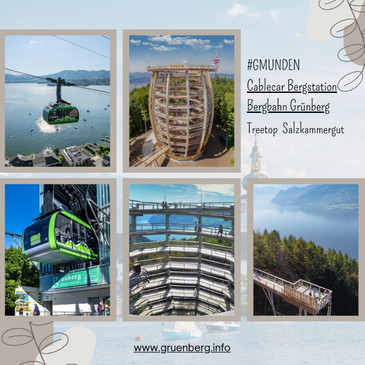 #GMUNDEN
Cablecar Bergstation
Bergbahn Grünberg
Treetop Salzkammergut
www.gruenberg.info